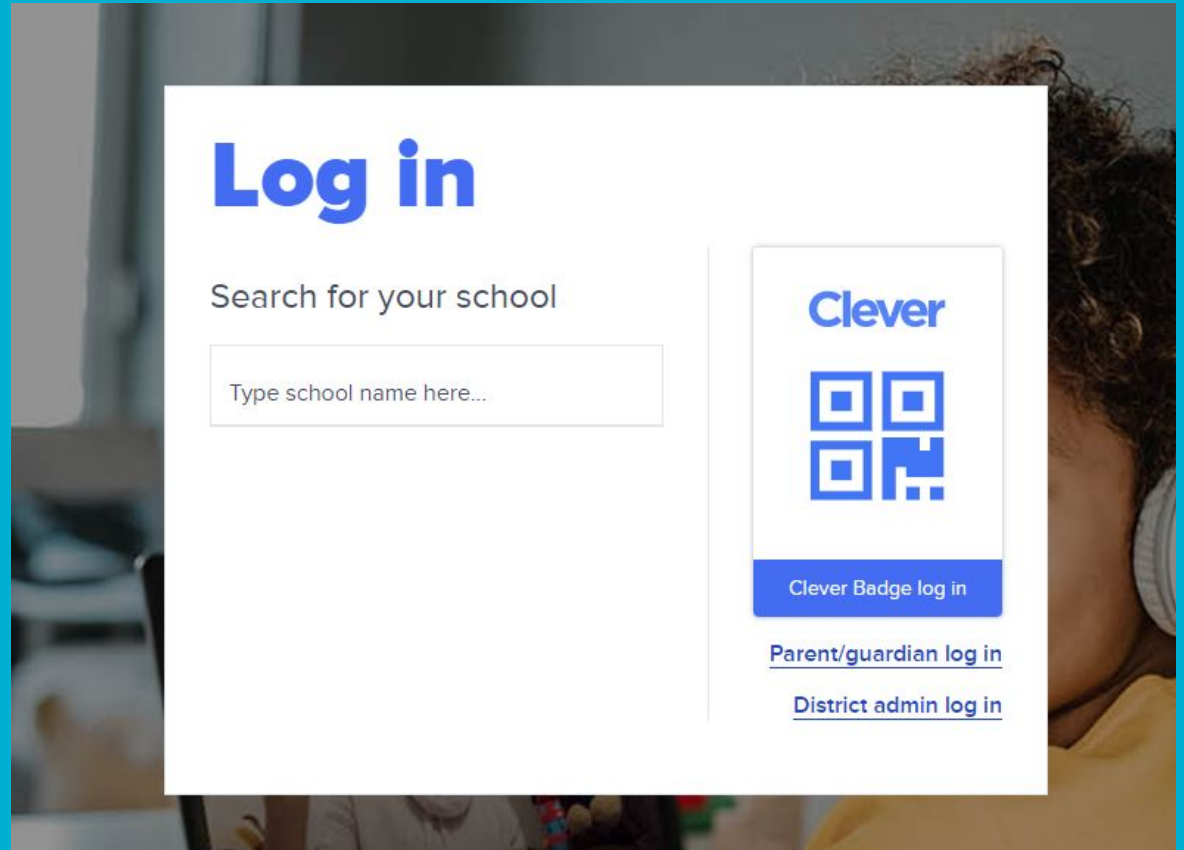 Log in
Search for your school
Type school name here...
Clever
Clever Badge log in
Parent/guardian log in
District admin log in